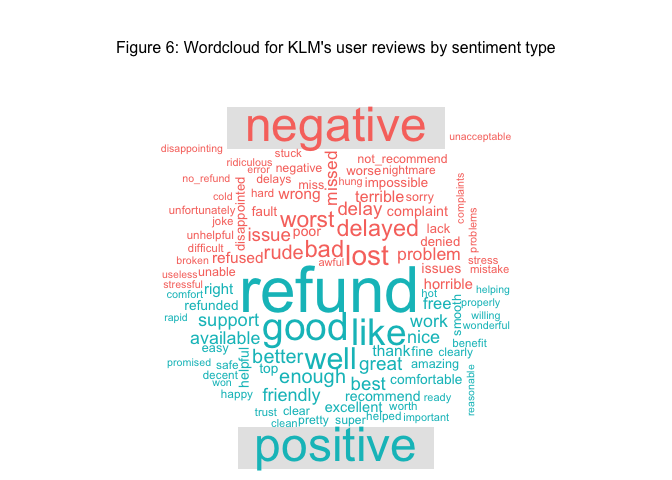 Figure 6: Wordcloud for KLM's user reviews by sentiment type
negative
unacceptable
disappointing
stuck
ridiculous
error
negative
missed
not_recommend
worse
nightmare
no_refund
delays
miss
hung
impossible
complaints
disappointed
cold
hard
wrong
terrible
sorry
unfortunately
fault
worst
delay
complaint
problems
joke
unhelpful
issue
poor
delayed
lack
difficult
refused
rude
bad
lost
denied
broken
awful
problem
stress
useless
unable
issues
mistake
stressful
refund
horrible
comfort
right
hot
helping
refunded
free
smooth
properly
rapid
support
good
like
work
willing
wonderful
available
nice
easy
better
well
thank
fine
clearly
benefit
promised
safe
helpful
top
great
amazing
decent
enough
best
comfortable
reasonable
won
happy
friendly
recommend
ready
trust
clear
excellent
worth
clean
pretty
super
helped
important
positive